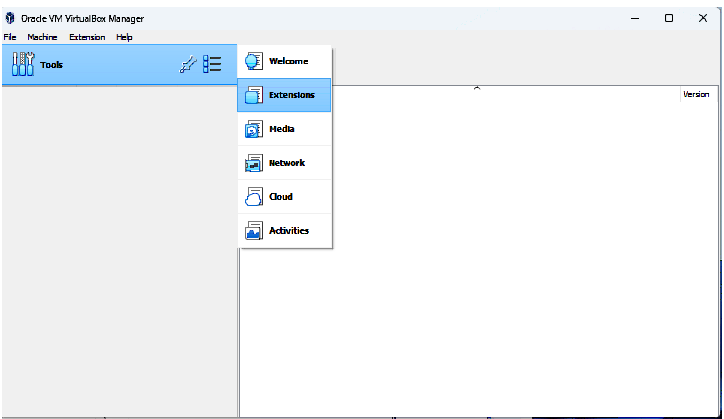 Oracle VM VirtualBox Manager
File Machine Extension Help
Tools
Welcome
Extensions
Version
Media
Network
Cloud
Activities